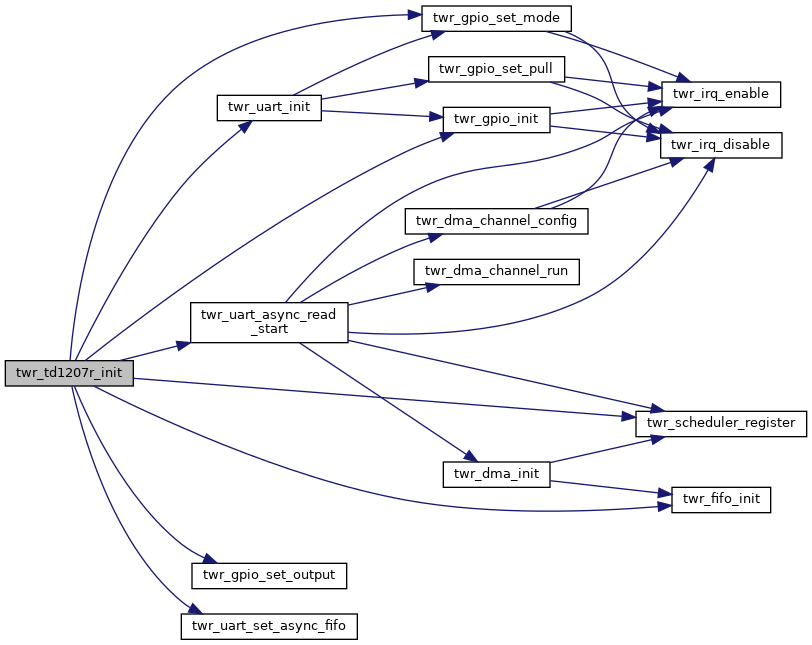 twr_gpio_set_mode
twr_gpio_set_pull
twr_irq_enable
twr_uart_init
twr_gpio_init
twr_irq_disable
twr_dma_channel_config
twr_dma_channel_run
twr_uart_async_read
_start
twr_td1207r_init
twr_scheduler_register
twr_dma_init
twr_fifo_init
twr_gpio_set_output
twr_uart_set_async_fifo